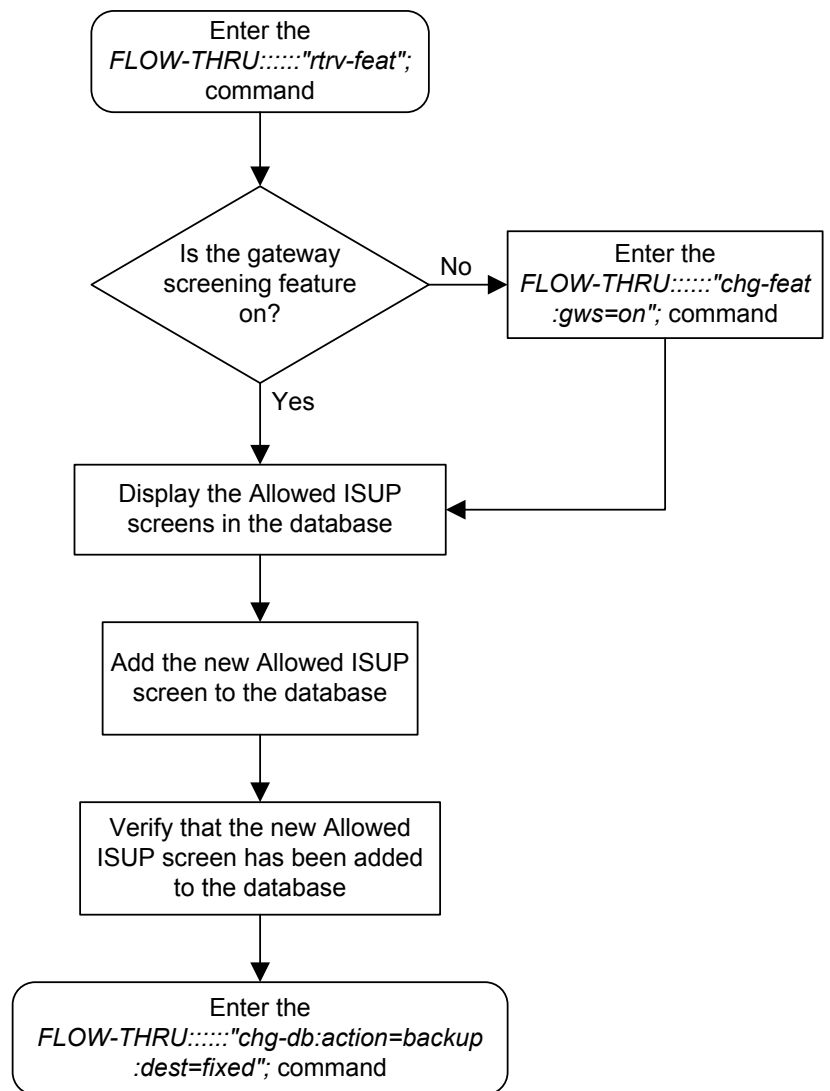 Enter the
FLOW-THRU::::::"rtrv-feat";
command
Is the gateway
screening feature
on?
No
Enter the
FLOW-THRU::::::"chg-feat
:gws=on"; command
Yes
Display the Allowed ISUP
screens in the database
Add the new Allowed ISUP
screen to the database
Verify that the new Allowed
ISUP screen has been added
to the database
Enter the
FLOW-THRU::::::"chg-db:action=backup
:dest=fixed"; command